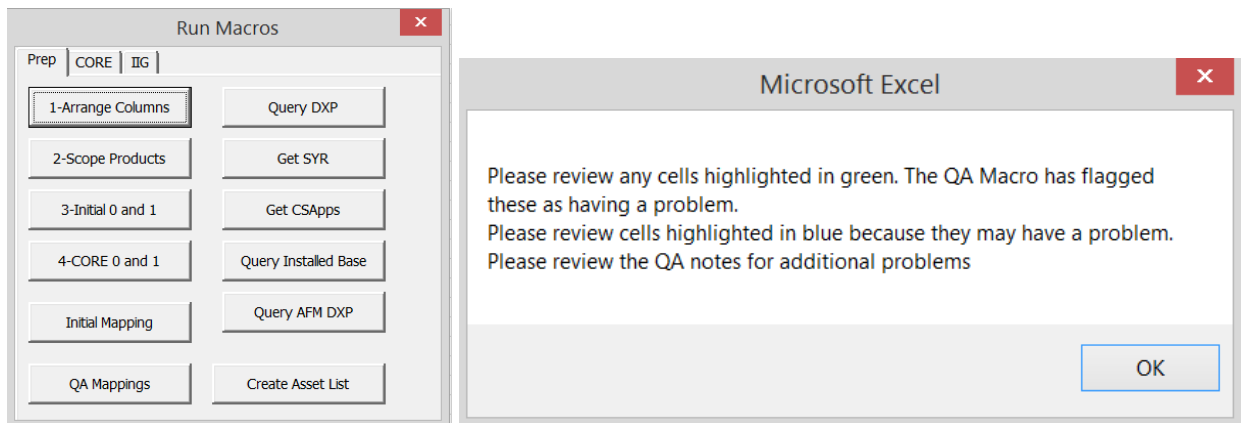 Run Macros
Prep CORE IIG
1-Arrange Columns
Query DXP
2-Scope Products
Get SYR
3-Initial 0 and 1
Get CSApps
4-CORE 0 and 1
Query Installed Base
Initial Mapping
Query AFM DXP
QA Mappings
Create Asset List
Microsoft Excel
Please review any cells highlighted in green. The QA Macro has flagged
these as having a problem.
Please review cells highlighted in blue because they may have a problem.
Please review the QA notes for additional problems
OK